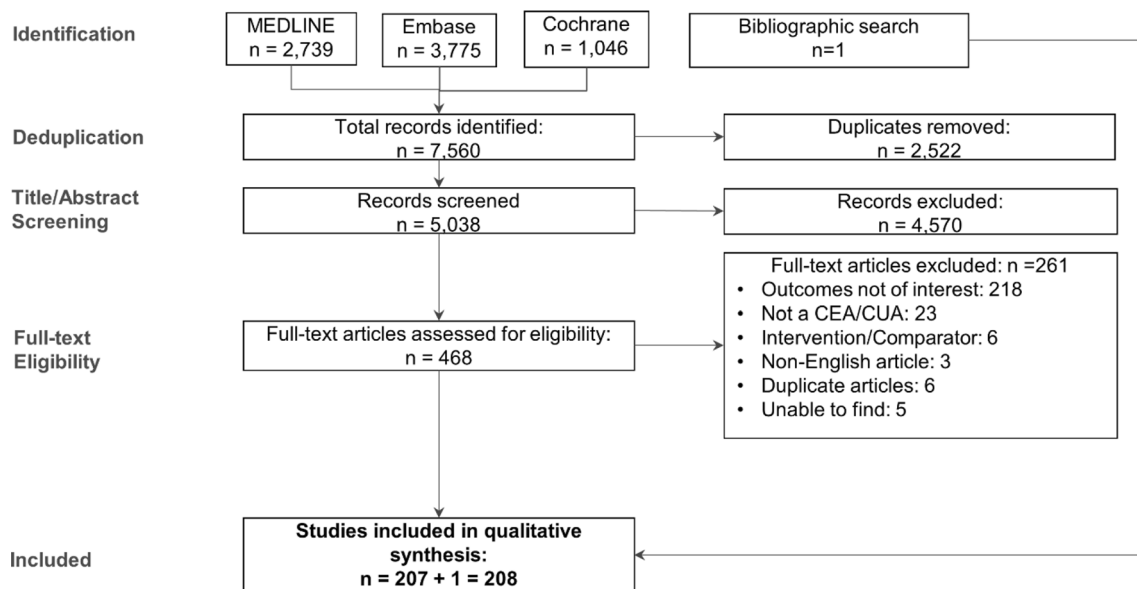 Identification
MEDLINE
n = 2,739
Embase
n = 3,775
Cochrane
n = 1,046
Bibliographic search
n=1
Deduplication
Total records identified:
n = 7,560
Duplicates removed:
n = 2,522
Title/Abstract
Screening
Records screened
n = 5,038
Records excluded:
n = 4,570
Full-text
Eligibility
Full-text articles assessed for eligibility:
n = 468
Full-text articles excluded: n =261
• Outcomes not of interest: 218
• Not a CEA/CUA: 23
• Intervention/Comparator: 6
• Non-English article: 3
• Duplicate articles: 6
• Unable to find: 5
Included
Studies included in qualitative
synthesis:
n = 207 + 1 = 208